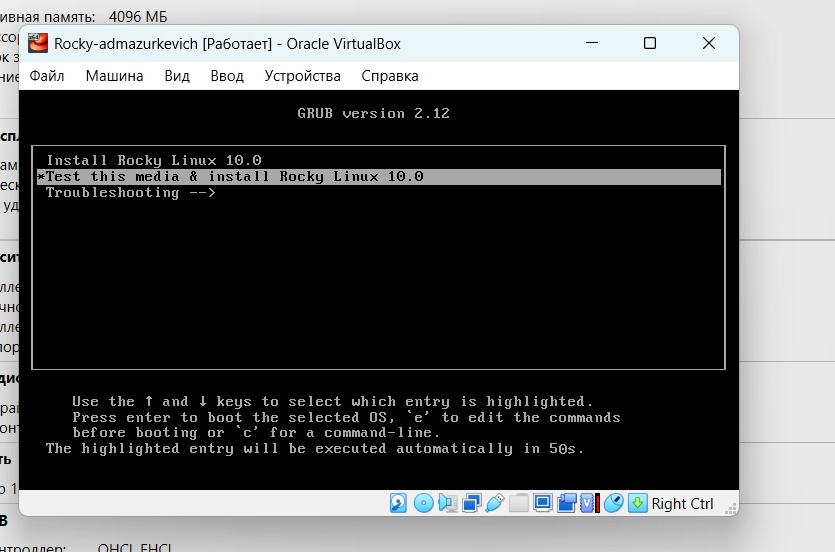 ивная память: 4096 МБ
Rocky-admazurkevich [Работает] - Oracle VirtualBox
Файл Машина Вид Ввод Устройства Справка
GRUB version 2.12
Install Rocky Linux 10.0
*Test this media & install Rocky Linux 10.0
Troubleshooting -->
Use the ↑ and ↓ keys to select which entry is highlighted.
Press enter to boot the selected OS, `e' to edit the commands
before booting or `c' for a command-line.
The highlighted entry will be executed automatically in 50s.
Right Ctrl
нтроллер: OHCI, EHCI